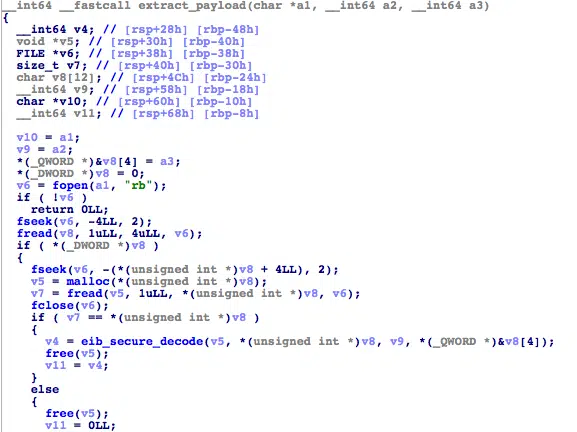 __int64 __fastcall extract_payload(char *a1, __int64 a2, __int64 a3)
{
__int64 v4; // [rsp+28h] [rbp-48h]
void *v5; // [rsp+30h] [rbp-40h]
FILE *v6; // [rsp+38h] [rbp-38h]
size_t v7; // [rsp+40h] [rbp-30h]
char v8[12]; // [rsp+4Ch] [rbp-24h]
__int64 v9; // [rsp+58h] [rbp-18h]
char *v10; // [rsp+60h] [rbp-10h]
__int64 v11; // [rsp+68h] [rbp-8h]
v10 = a1;
v9 = a2;
*(_QWORD *)&v8[4] = a3;
*(_DWORD *)v8 = 0;
v6 = fopen(a1, "rb");
if ( !v6 )
return 0LL;
fseek(v6, -4LL, 2);
fread(v8, 1uLL, 4uLL, v6);
if ( *(_DWORD *)v8 )
{
fseek(v6, -(*(unsigned int *)v8 + 4LL), 2);
v5 = malloc(*(unsigned int *)v8);
v7 = fread(v5, 1uLL, *(unsigned int *)v8, v6);
fclose(v6);
if ( v7 == *(unsigned int *)v8 )
{
v4 = eib_secure_decode(v5, *(unsigned int *)v8, v9, *(_QWORD *)&v8[4]);
free(v5);
v11 = v4;
}
else
{
free(v5);
v11 = 0LL;